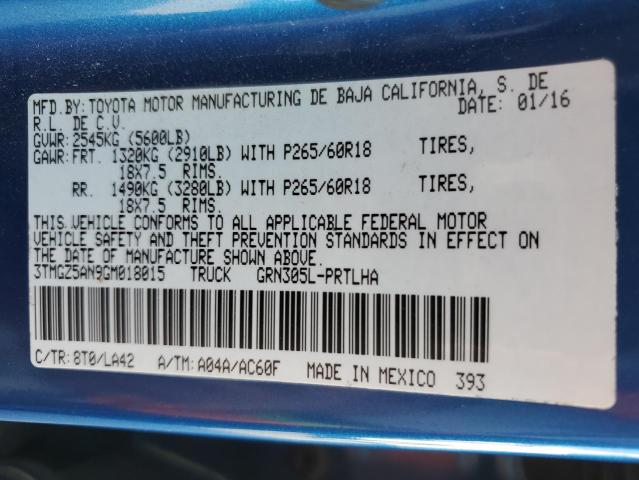 MFD.BY: TOYOTA MOTOR MANUFACTURING DE BAJA CALIFORNIA, S. DE
R.L. DE C.V. DATE: 01/16
GVWR: 2545KG (5600LB)
GAWR: FRT. 1320KG (2910LB) WITH P265/60R18 TIRES,
18X7.5 RIMS.
RR. 1490KG (3280LB) WITH P265/60R18 TIRES,
18X7.5 RIMS.
THIS VEHICLE CONFORMS TO ALL APPLICABLE FEDERAL MOTOR
VEHICLE SAFETY AND THEFT PREVENTION STANDARDS IN EFFECT ON
THE DATE OF MANUFACTURE SHOWN ABOVE.
3TMGZ5AN9GM018015 TRUCK GRN305L-PRTLHA
C/TR: 8T0/LA42 A/TM: A04A/AC60F MADE IN MEXICO 393